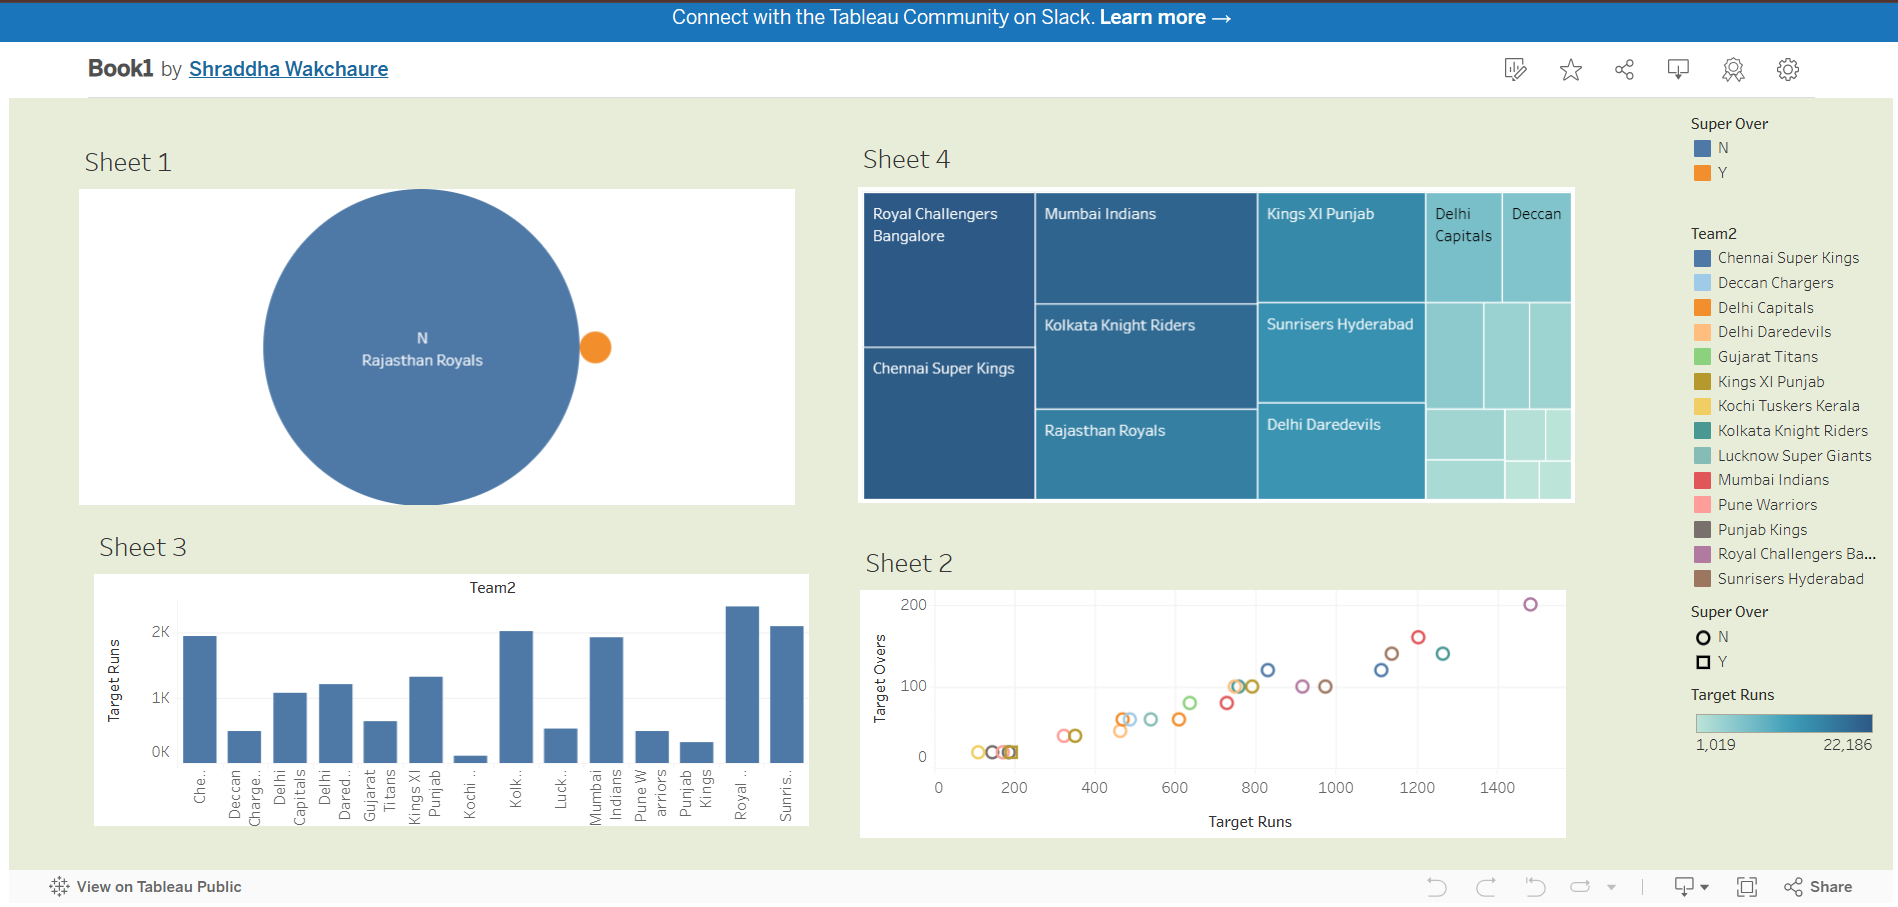 Connect with the Tableau Community on Slack. Learn more →
Book1 by Shraddha Wakchaure
Sheet 1
N
Rajasthan Royals
Sheet 4
Royal Challengers
Bangalore
Mumbai Indians
Kings XI Punjab
Delhi
Capitals
Deccan
Kolkata Knight Riders
Sunrisers Hyderabad
Chennai Super Kings
Rajasthan Royals
Delhi Daredevils
Super Over
N
Y
Team2
Chennai Super Kings
Deccan Chargers
Delhi Capitals
Delhi Daredevils
Gujarat Titans
Kings XI Punjab
Kochi Tuskers Kerala
Kolkata Knight Riders
Lucknow Super Giants
Mumbai Indians
Pune Warriors
Punjab Kings
Royal Challengers Ba...
Sunrisers Hyderabad
Super Over
N
Y
Target Runs
1,019 22,186
Sheet 3
Team2
Target Runs
2K
1K
0K
Che..
Deccan
Charge..
Delhi
Capitals
Delhi
Dared..
Gujarat
Titans
Kings XI
Punjab
Kochi ..
Kolk..
Luck..
Mumbai
Indians
Pune W
arriors
Punjab
Kings
Royal ..
Sunris..
Sheet 2
Target Overs
200
100
0
0 200 400 600 800 1000 1200 1400
Target Runs
View on Tableau Public
Share